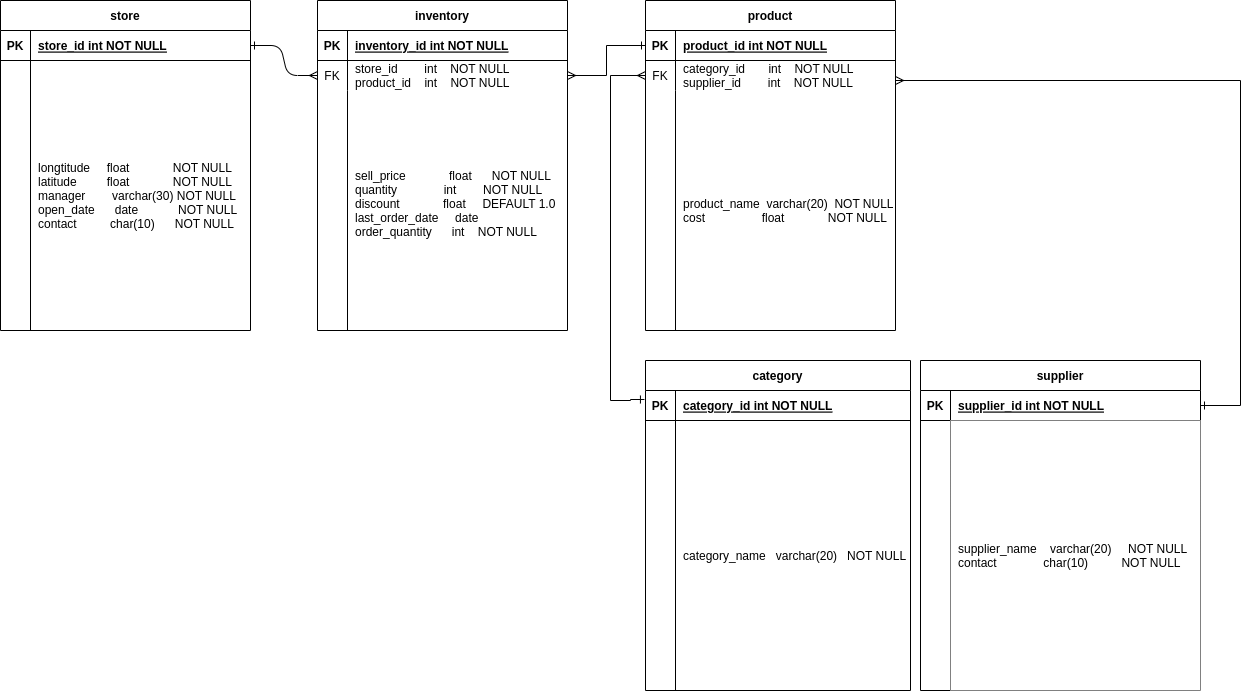 store
PK store_id int NOT NULL
longtitude float NOT NULL
latitude float NOT NULL
manager varchar(30) NOT NULL
open_date date NOT NULL
contact char(10) NOT NULL
inventory
PK inventory_id int NOT NULL
FK
store_id int NOT NULL
product_id int NOT NULL
sell_price float NOT NULL
quantity int NOT NULL
discount float DEFAULT 1.0
last_order_date date
order_quantity int NOT NULL
product
PK product_id int NOT NULL
FK
category_id int NOT NULL
supplier_id int NOT NULL
product_name varchar(20) NOT NULL
cost float NOT NULL
category
PK category_id int NOT NULL
category_name varchar(20) NOT NULL
supplier
PK supplier_id int NOT NULL
supplier_name varchar(20) NOT NULL
contact char(10) NOT NULL